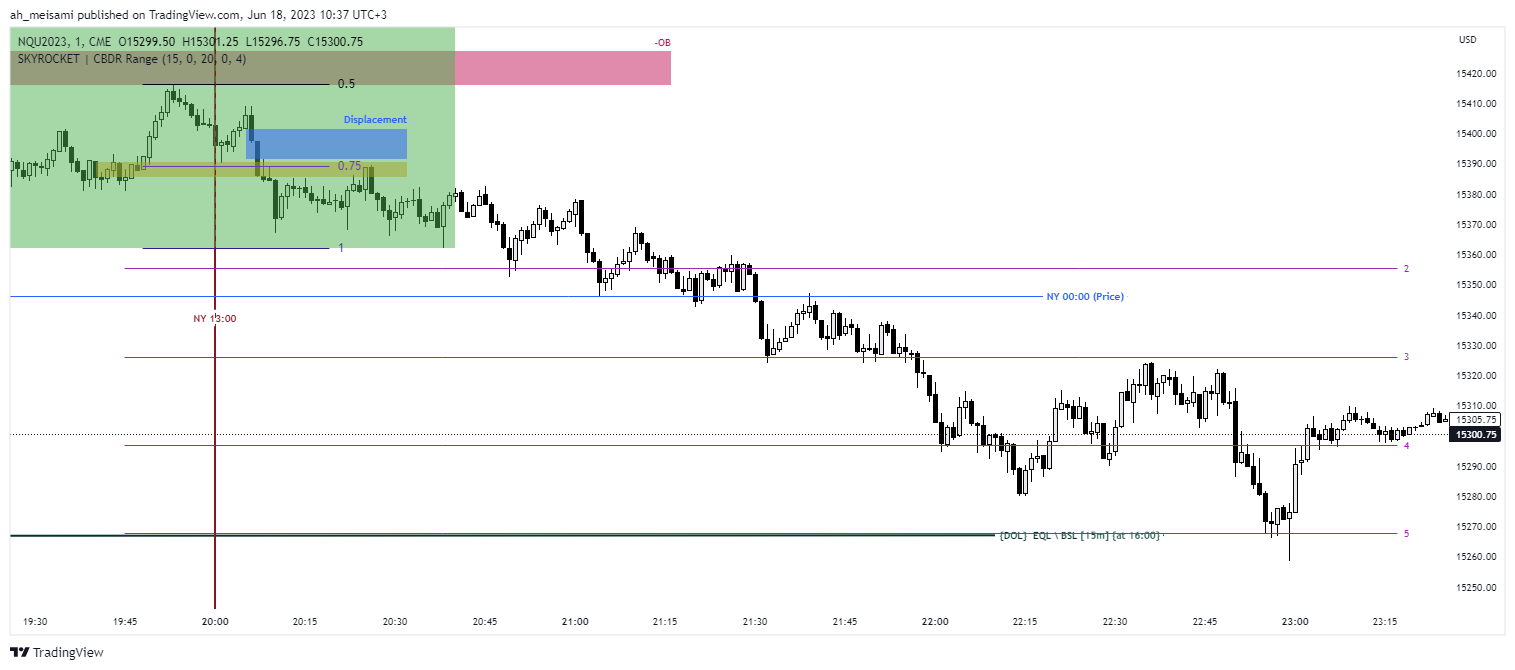 ah_meisami published on TradingView.com, Jun 18, 2023 10:37 UTC+3
NQU2023, 1, CME O15299.50 H15301.25 L15296.75 C15300.75
SKYROCKET | CBDR Range (15, 0, 20, 0, 4)
-OB
USD
15420.00
0.5
15410.00
Displacement
15400.00
0.75
15390.00
15380.00
15370.00
1
15360.00
2
15350.00
NY 00:00 (Price)
15340.00
NY 13:00
15330.00
3
15320.00
15310.00
15305.75
15300.75
4
15290.00
15280.00
15270.00
{DOL} EQL \ BSL [15m] {at 16:00}
5
15260.00
15250.00
19:30 19:45 20:00 20:15 20:30 20:45 21:00 21:15 21:30 21:45 22:00 22:15 22:30 22:45 23:00 23:15
TradingView